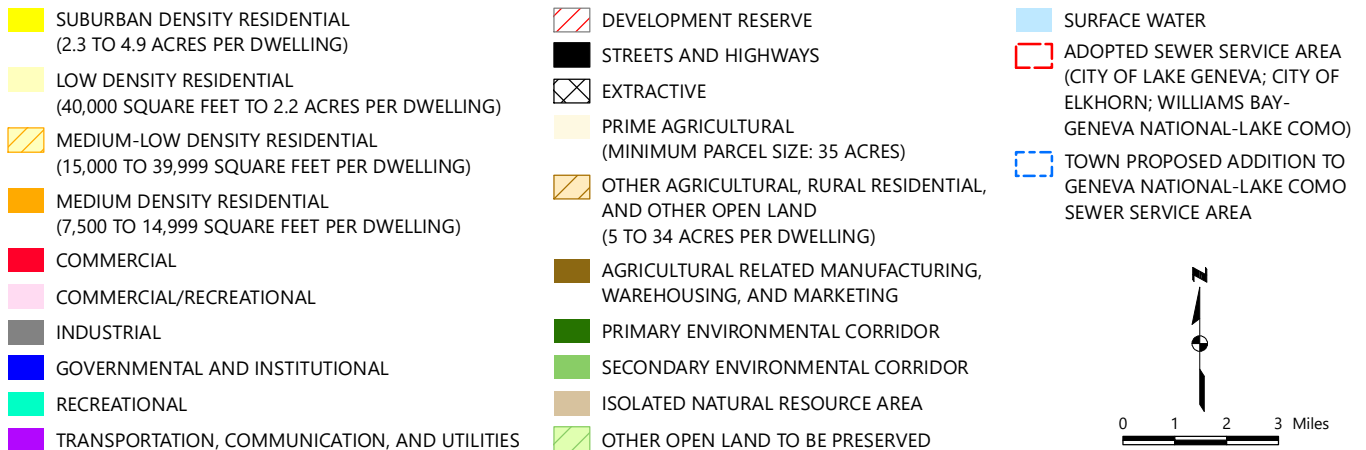 SUBURBAN DENSITY RESIDENTIAL
(2.3 TO 4.9 ACRES PER DWELLING)
LOW DENSITY RESIDENTIAL
(40,000 SQUARE FEET TO 2.2 ACRES PER DWELLING)
MEDIUM-LOW DENSITY RESIDENTIAL
(15,000 TO 39,999 SQUARE FEET PER DWELLING)
MEDIUM DENSITY RESIDENTIAL
(7,500 TO 14,999 SQUARE FEET PER DWELLING)
COMMERCIAL
COMMERCIAL/RECREATIONAL
INDUSTRIAL
GOVERNMENTAL AND INSTITUTIONAL
RECREATIONAL
TRANSPORTATION, COMMUNICATION, AND UTILITIES
DEVELOPMENT RESERVE
STREETS AND HIGHWAYS
EXTRACTIVE
PRIME AGRICULTURAL
(MINIMUM PARCEL SIZE: 35 ACRES)
OTHER AGRICULTURAL, RURAL RESIDENTIAL,
AND OTHER OPEN LAND
(5 TO 34 ACRES PER DWELLING)
AGRICULTURAL RELATED MANUFACTURING,
WAREHOUSING, AND MARKETING
PRIMARY ENVIRONMENTAL CORRIDOR
SECONDARY ENVIRONMENTAL CORRIDOR
ISOLATED NATURAL RESOURCE AREA
OTHER OPEN LAND TO BE PRESERVED
SURFACE WATER
ADOPTED SEWER SERVICE AREA
(CITY OF LAKE GENEVA; CITY OF
ELKHORN; WILLIAMS BAY-
GENEVA NATIONAL-LAKE COMO)
TOWN PROPOSED ADDITION TO
GENEVA NATIONAL-LAKE COMO
SEWER SERVICE AREA
N
0 1 2 3 Miles